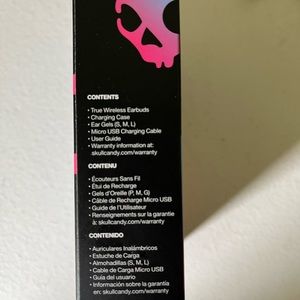 CONTENTS
• True Wireless Earbuds
• Charging Case
• Ear Gels (S, M, L)
• Micro USB Charging Cable
• User Guide
• Warranty information at:
skullcandy.com/warranty
CONTENU
• Écouteurs Sans Fil
• Étui de Recharge
• Gels d'Oreille (P, M, G)
• Câble de Recharge Micro USB
• Guide de l'Utilisateur
• Renseignements sur la garantie
à: skullcandy.com/warranty
CONTENIDO
• Auriculares Inalámbricos
• Estuche de Carga
• Almohadillas (S, M, L)
• Cable de Carga Micro USB
• Guía del usuario
• Información sobre la garantía
en: skullcandy.com/warranty